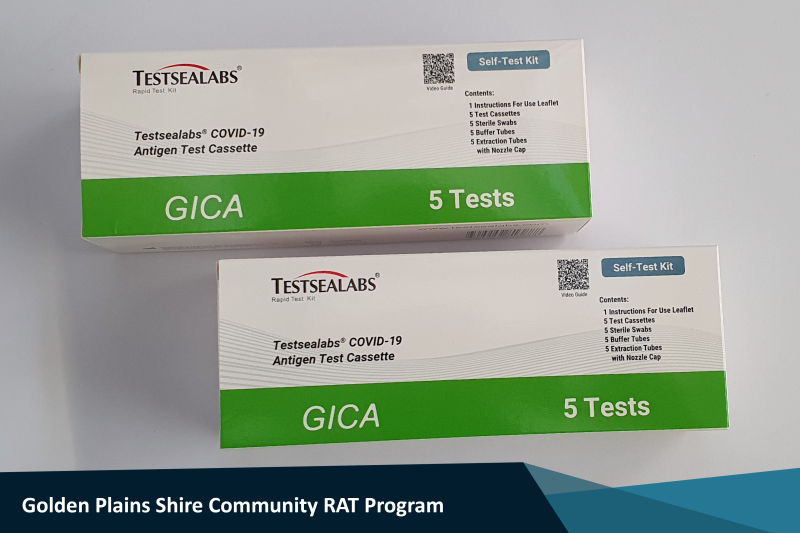 TESTSEALABS®
Rapid Test Kit
Video Guide
Self-Test Kit
Contents:
1 Instructions For Use Leaflet
5 Test Cassettes
5 Sterile Swabs
5 Buffer Tubes
5 Extraction Tubes
with Nozzle Cap
Testsealabs® COVID-19
Antigen Test Cassette
GICA
5 Tests
TESTSEALABS®
Rapid Test Kit
Video Guide
Self-Test Kit
Contents:
1 Instructions For Use Leaflet
5 Test Cassettes
5 Sterile Swabs
5 Buffer Tubes
5 Extraction Tubes
with Nozzle Cap
Testsealabs® COVID-19
Antigen Test Cassette
GICA
5 Tests
Golden Plains Shire Community RAT Program